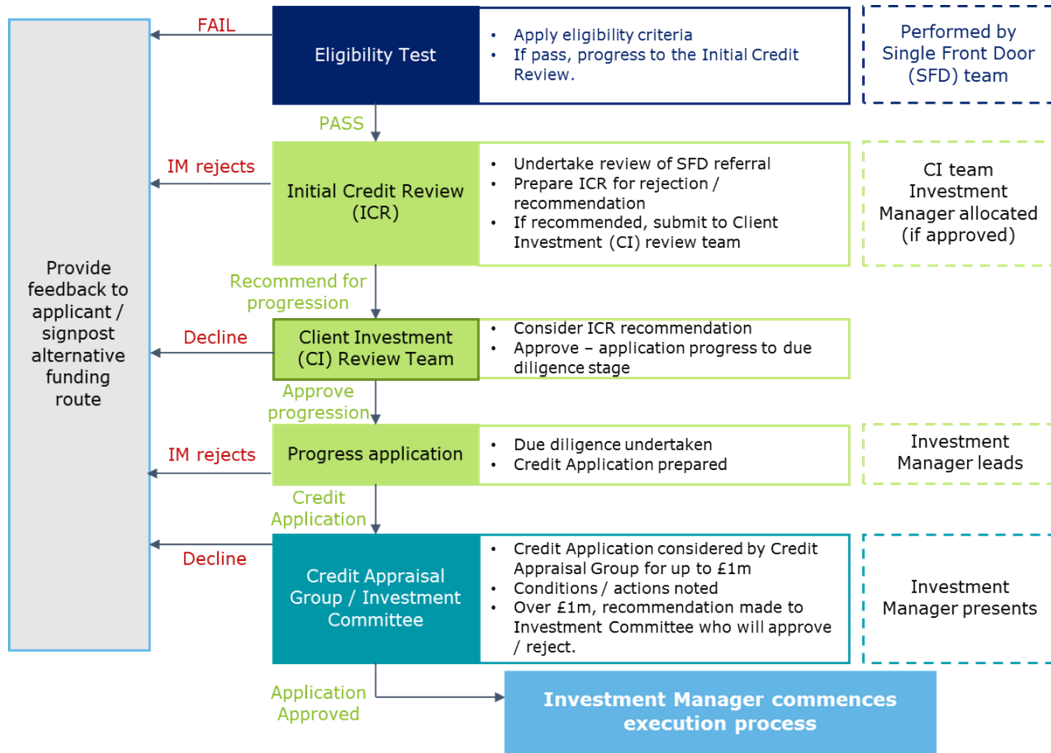 FAIL
Eligibility Test
• Apply eligibility criteria
• If pass, progress to the Initial Credit
Review.
Performed by
Single Front Door
(SFD) team
PASS
IM rejects
Initial Credit Review
(ICR)
• Undertake review of SFD referral
• Prepare ICR for rejection /
recommendation
• If recommended, submit to Client
Investment (CI) review team
CI team
Investment
Manager allocated
(if approved)
Provide
feedback to
applicant /
signpost
alternative
funding
route
Recommend for
progression
Decline
Client Investment
(CI) Review Team
• Consider ICR recommendation
• Approve – application progress to due
diligence stage
Approve
progression
IM rejects
Progress application
• Due diligence undertaken
• Credit Application prepared
Investment
Manager leads
Credit
Application
Decline
Credit Appraisal
Group / Investment
Committee
• Credit Application considered by Credit
Appraisal Group for up to £1m
• Conditions / actions noted
• Over £1m, recommendation made to
Investment Committee who will approve
/ reject.
Investment
Manager presents
Application
Approved
Investment Manager commences
execution process